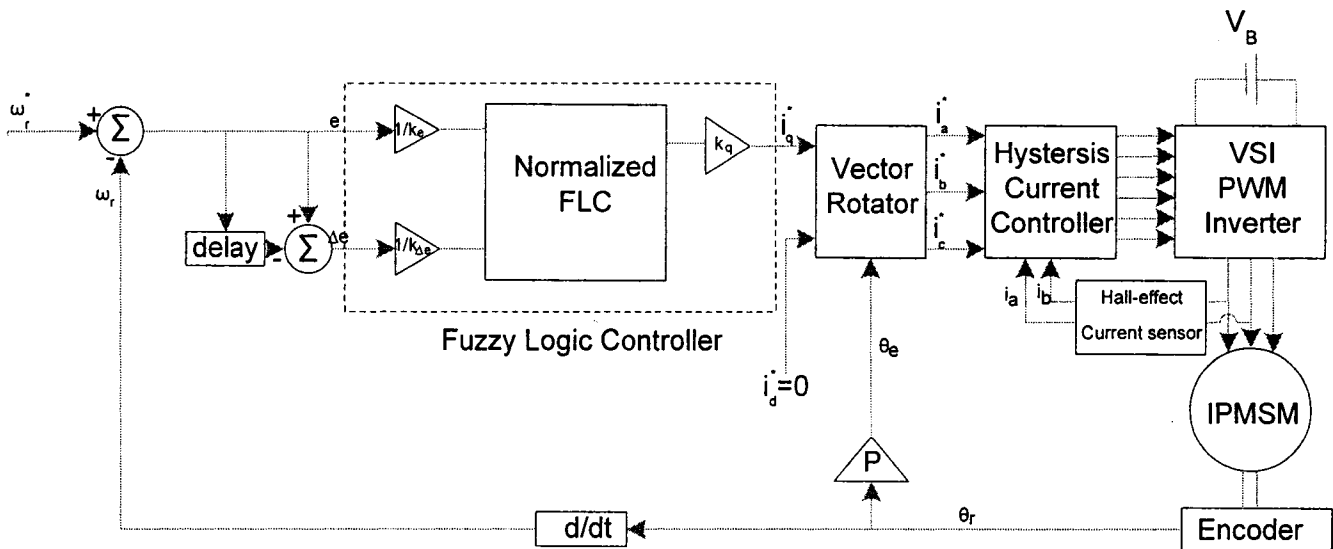 V_B
ω_r^*
+
Σ
-
ω_r
e
1/k_e
Normalized
FLC
k_q
i_q^*
Vector
Rotator
i_a^*
i_b^*
i_c^*
Hystersis
Current
Controller
VSI
PWM
Inverter
delay
+
-
Σ
Δe
1/k_Δe
Fuzzy Logic Controller
i_d^*=0
θ_e
i_a
i_b
Hall-effect
Current sensor
IPMSM
P
d/dt
θ_r
Encoder